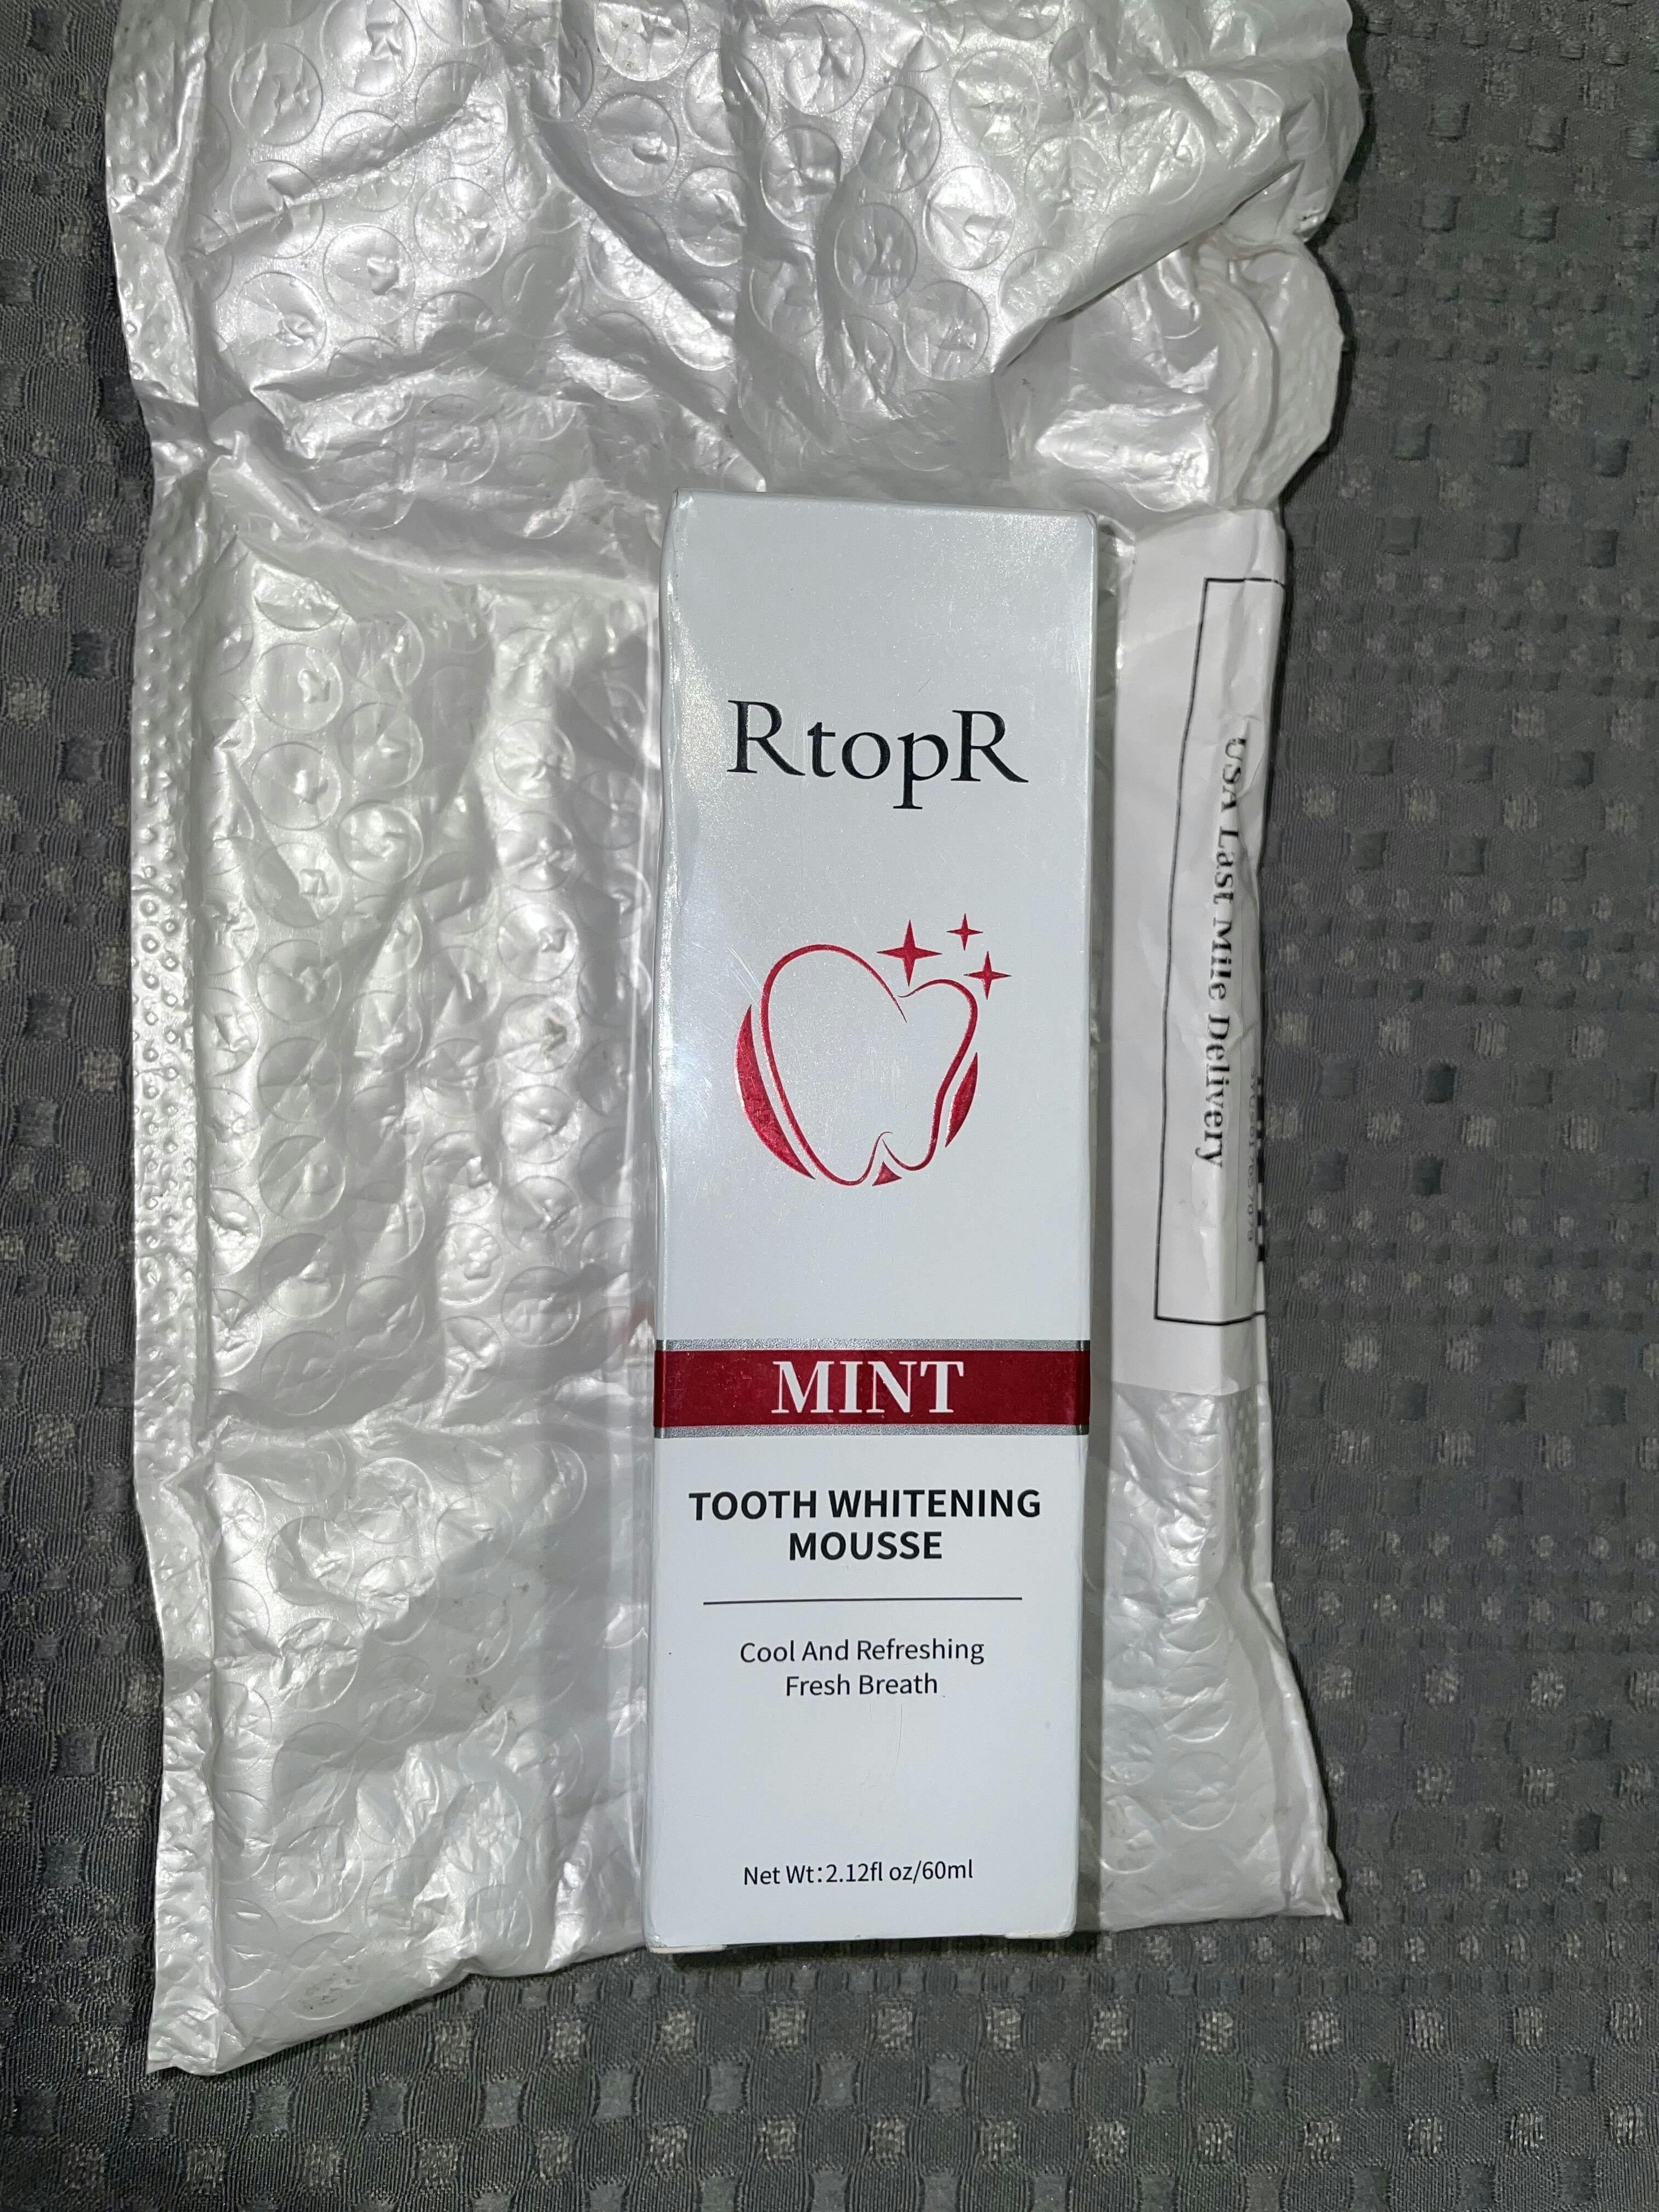 RtopR
MINT
TOOTH WHITENING
MOUSSE
Cool And Refreshing
Fresh Breath
Net Wt:2.12fl oz/60ml
USA Last Mile Delivery